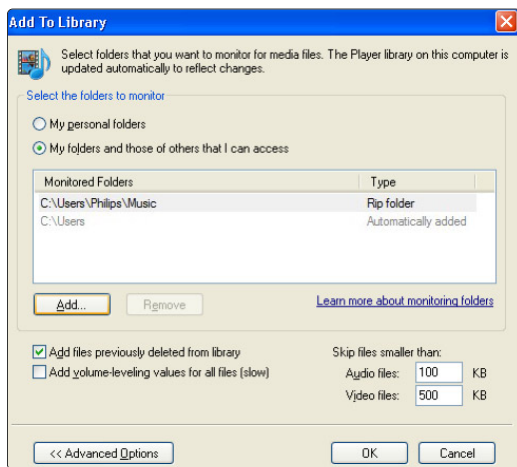 Add To Library
Select folders that you want to monitor for media files. The Player library on this computer is
updated automatically to reflect changes.
Select the folders to monitor
My personal folders
My folders and those of others that I can access
Monitored Folders Type
C:\Users\Philips\Music Rip folder
C:\Users Automatically added
Add... Remove Learn more about monitoring folders
Add files previously deleted from library
Add volume-leveling values for all files (slow)
Skip files smaller than:
Audio files: 100 KB
Video files: 500 KB
<< Advanced Options OK Cancel